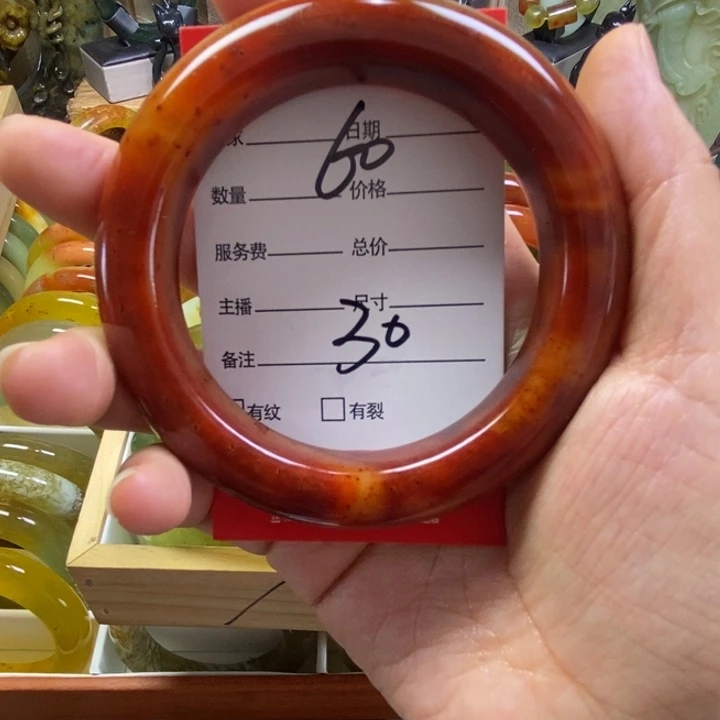 家 日期
60
数量 价格
服务费 总价
主播 尺寸
30
备注
有纹 有裂